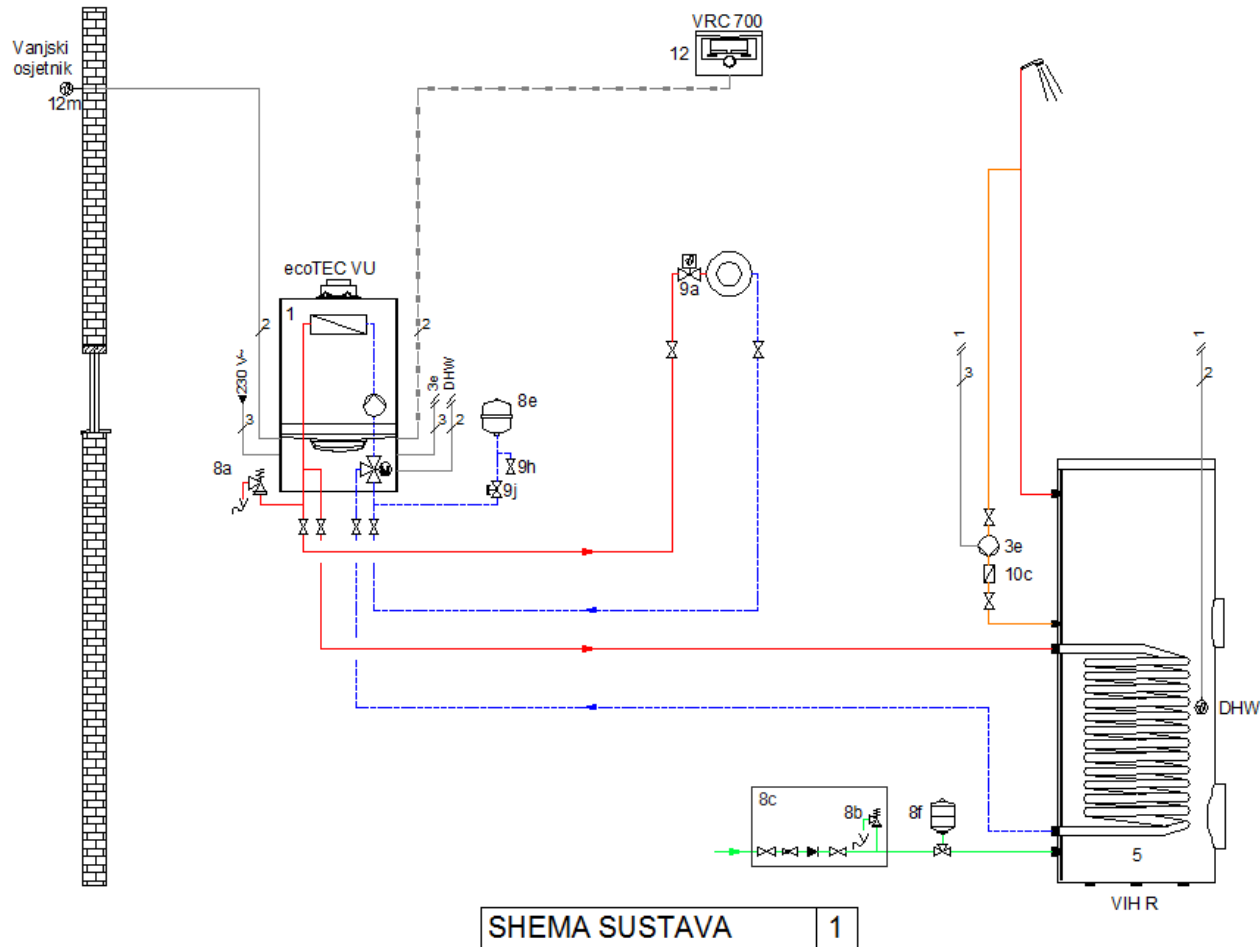 VRC 700
12
Vanjski
osjetnik
12m
ecoTEC VU
1
2
2
230 V~
3
3e
DHW
3
2
8e
9h
9j
8a
9a
1
3
1
2
3e
10c
DHW
8c
8b
8f
5
VIH R
SHEMA SUSTAVA 1